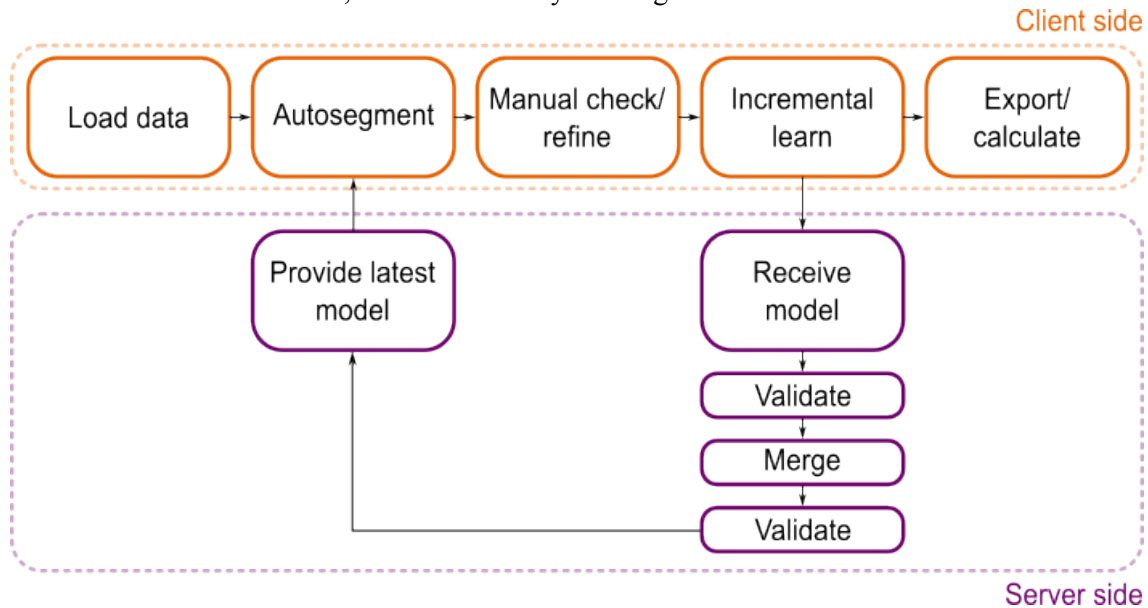 Client side
Load data
Autosegment
Manual check/
refine
Incremental
learn
Export/
calculate
Provide latest
model
Receive
model
Validate
Merge
Validate
Server side